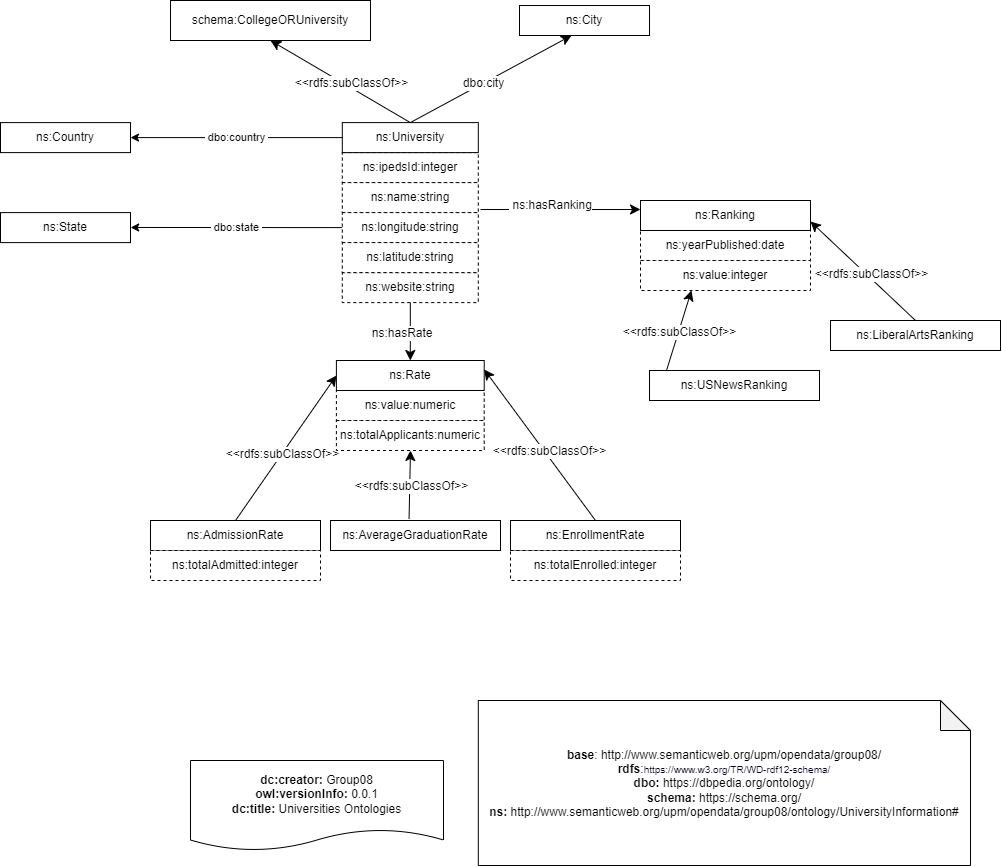 schema:CollegeORUniversity
ns:City
<<rdfs:subClassOf>>
dbo:city
ns:Country
dbo:country
ns:University
ns:ipedsId:integer
ns:name:string
ns:longitude:string
ns:latitude:string
ns:website:string
ns:State
dbo:state
ns:hasRanking
ns:Ranking
ns:yearPublished:date
ns:value:integer
<<rdfs:subClassOf>>
<<rdfs:subClassOf>>
ns:LiberalArtsRanking
ns:USNewsRanking
ns:hasRate
ns:Rate
ns:value:numeric
ns:totalApplicants:numeric
<<rdfs:subClassOf>>
<<rdfs:subClassOf>>
<<rdfs:subClassOf>>
ns:AdmissionRate
ns:totalAdmitted:integer
ns:AverageGraduationRate
ns:EnrollmentRate
ns:totalEnrolled:integer
dc:creator: Group08
owl:versionInfo: 0.0.1
dc:title: Universities Ontologies
base: http://www.semanticweb.org/upm/opendata/group08/
rdfs:https://www.w3.org/TR/WD-rdf12-schema/
dbo: https://dbpedia.org/ontology/
schema: https://schema.org/
ns: http://www.semanticweb.org/upm/opendata/group08/ontology/UniversityInformation#